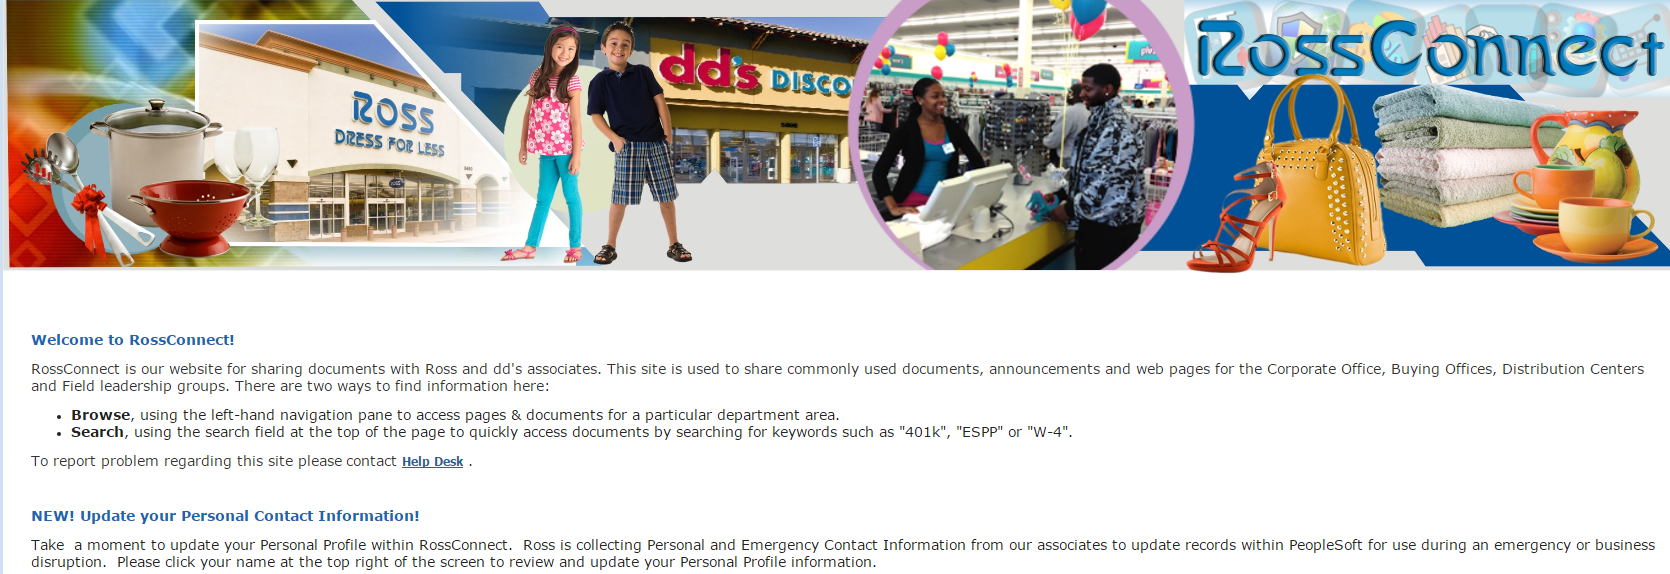 ROSS
DRESS FOR LESS
dd's DISCO
RossConnect
Welcome to RossConnect!
RossConnect is our website for sharing documents with Ross and dd's associates. This site is used to share commonly used documents, announcements and web pages for the Corporate Office, Buying Offices, Distribution Centers
and Field leadership groups. There are two ways to find information here:
• Browse, using the left-hand navigation pane to access pages & documents for a particular department area.
• Search, using the search field at the top of the page to quickly access documents by searching for keywords such as "401k", "ESPP" or "W-4".
To report problem regarding this site please contact Help Desk .
NEW! Update your Personal Contact Information!
Take  a moment to update your Personal Profile within RossConnect.  Ross is collecting Personal and Emergency Contact Information from our associates to update records within PeopleSoft for use during an emergency or business
disruption.  Please click your name at the top right of the screen to review and update your Personal Profile information.